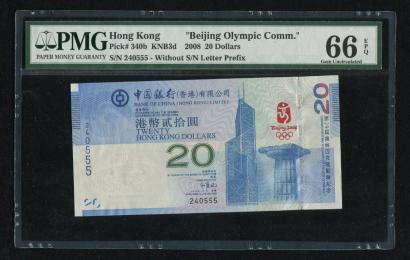 PMG
PAPER MONEY GUARANTY
Hong Kong "Beijing Olympic Comm."
Pick# 340b KNB3d 2008 20 Dollars
S/N 240555 - Without S/N Letter Prefix
66 EPQ
Gem Uncirculated
中國銀行(香港)有限公司
BANK OF CHINA (HONG KONG) LIMITED
港幣貳拾圓
TWENTY
HONG KONG DOLLARS
20
20
Beijing 2008
240555
240555